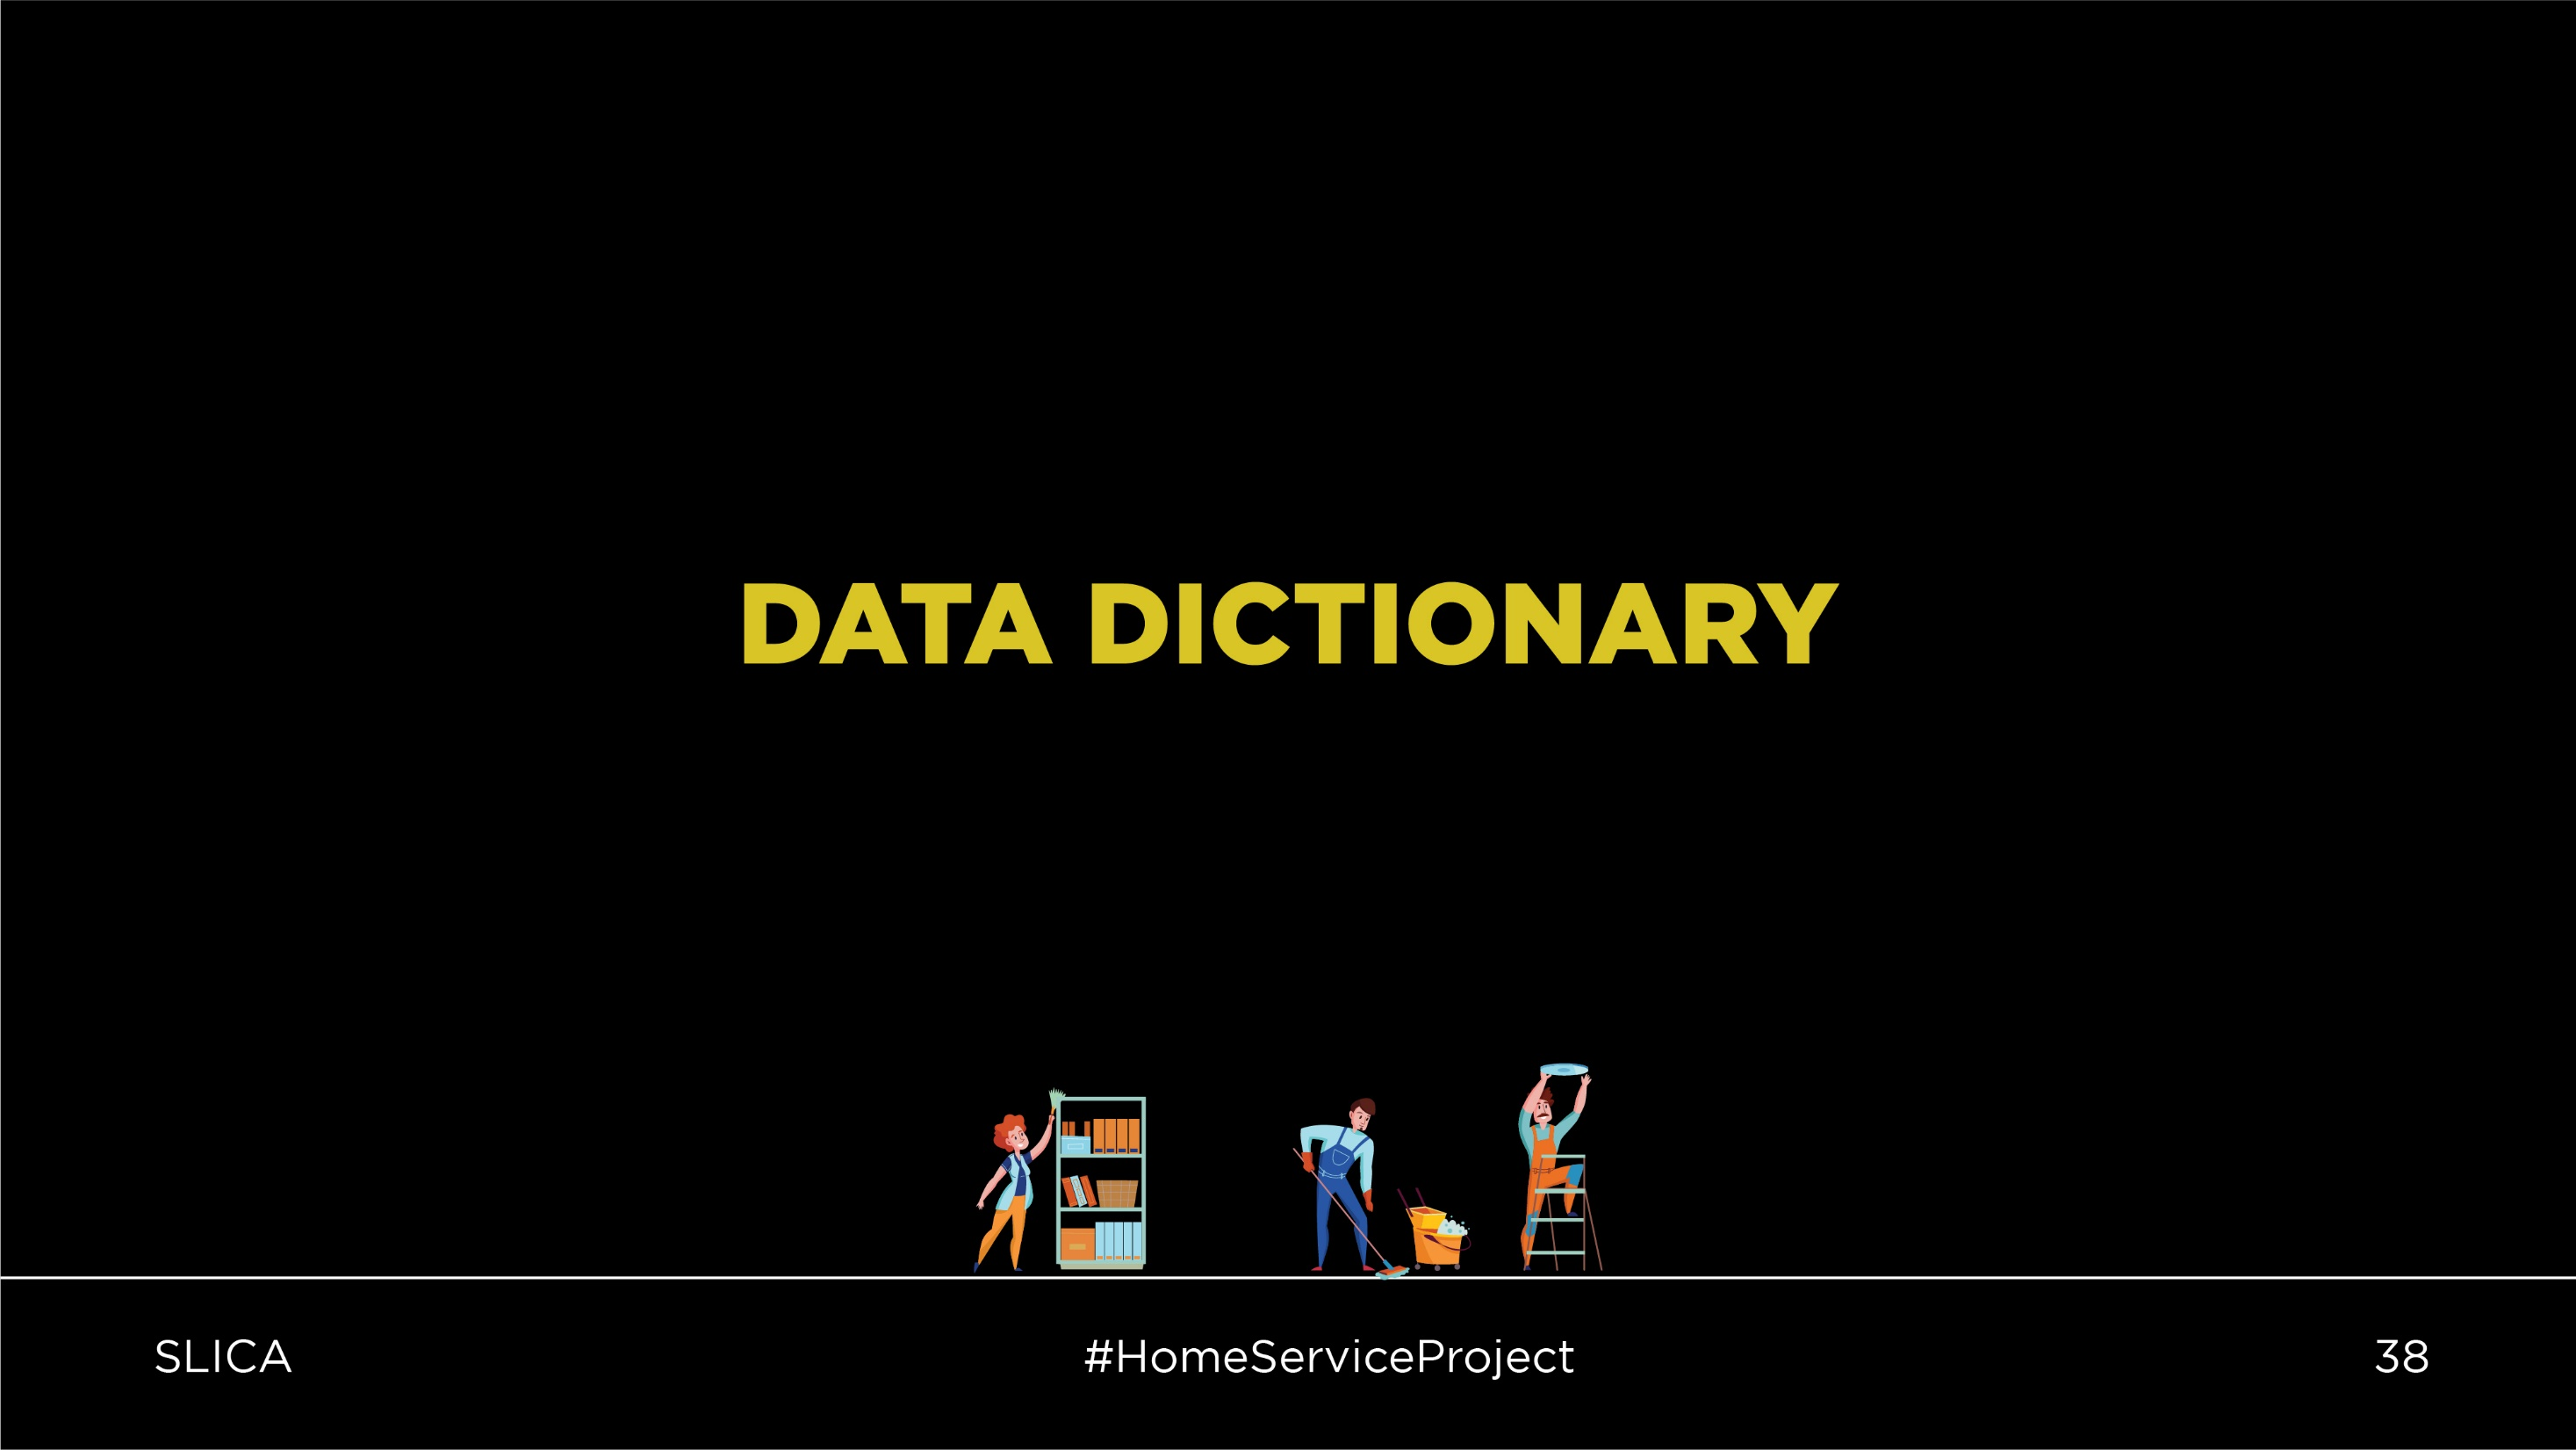 DATA DICTIONARY
SLICA
#HomeServiceProject
38